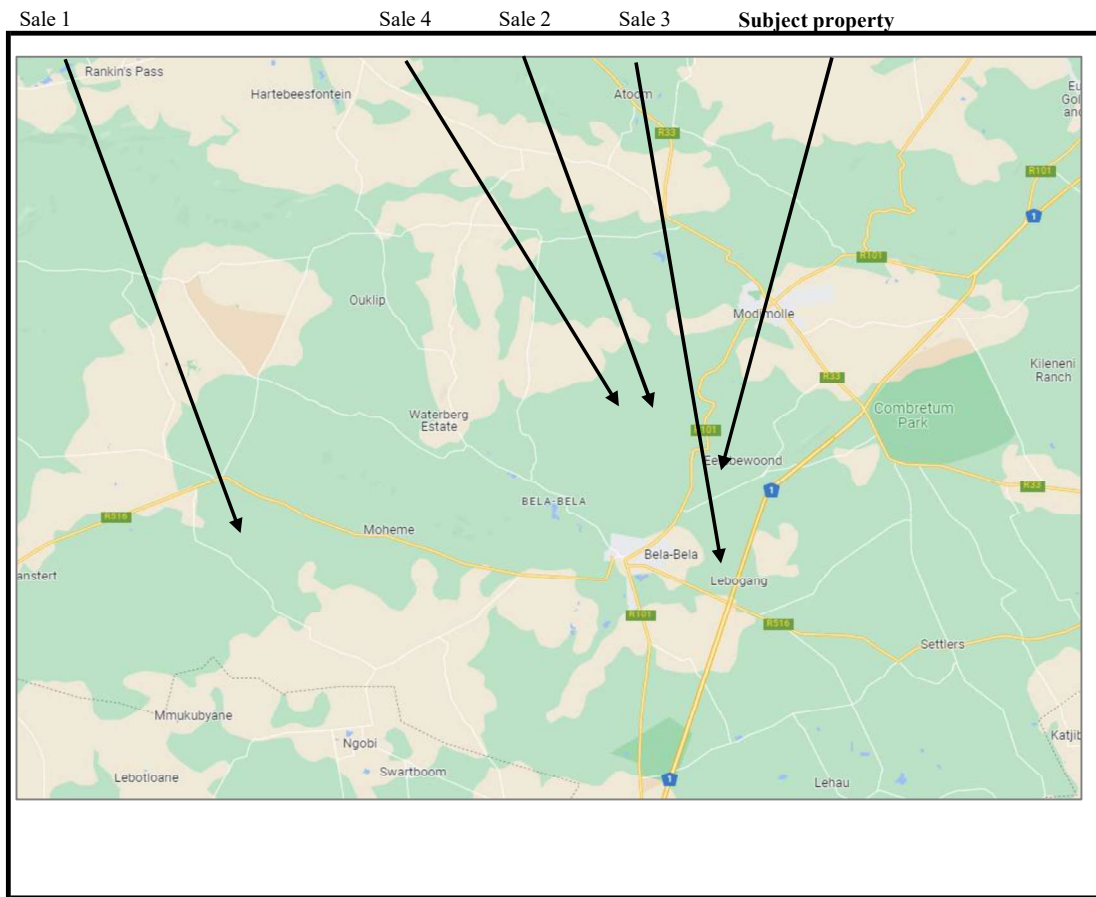 Sale 1 Sale 4 Sale 2 Sale 3 Subject property
Rankin's Pass
Hartebeesfontein
Atoom
R33
R101
1
R101
Ouklip
Modimolle
Kileneni
Ranch
R33
Waterberg
Estate
Combretum
Park
R33
1
BELA-BELA
R516
Moheme
Bela-Bela
Lebogang
R101
R516
Settlers
Mmukubyane
Ngobi
Lebotloane
Swartboom
1
Lehau